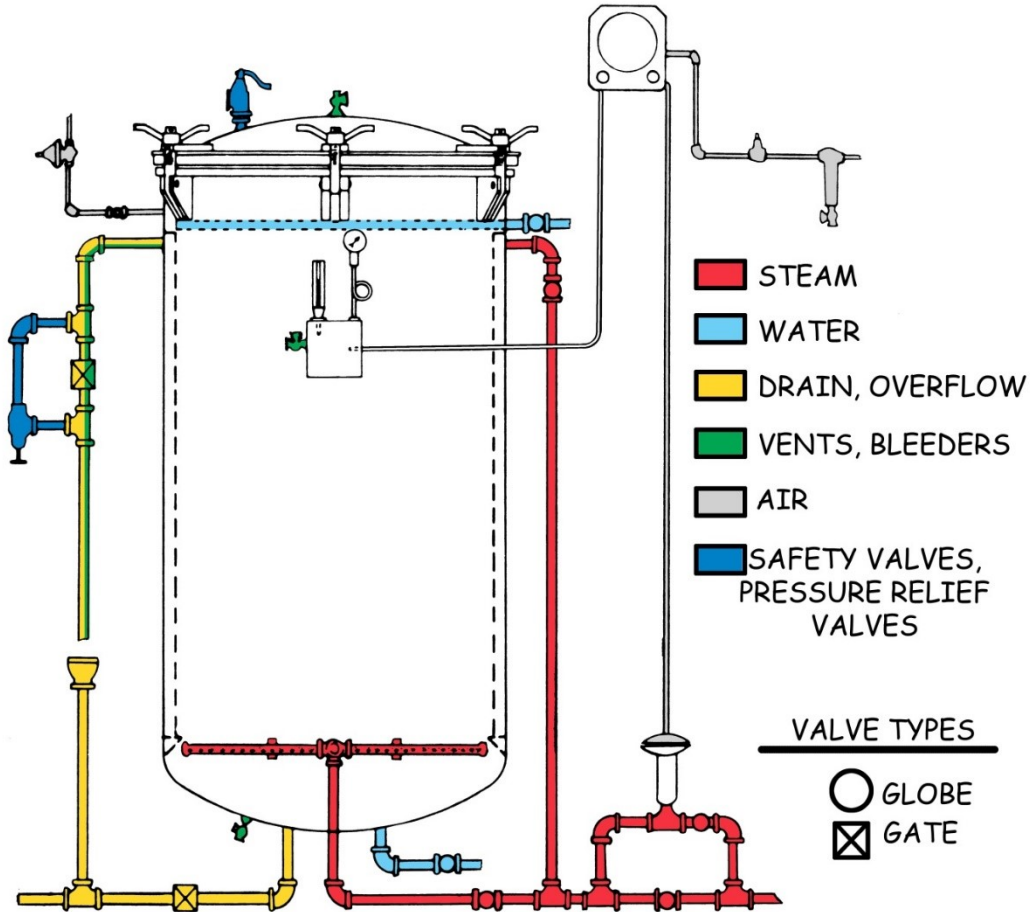 STEAM
WATER
DRAIN, OVERFLOW
VENTS, BLEEDERS
AIR
SAFETY VALVES,
PRESSURE RELIEF
VALVES
VALVE TYPES
GLOBE
GATE